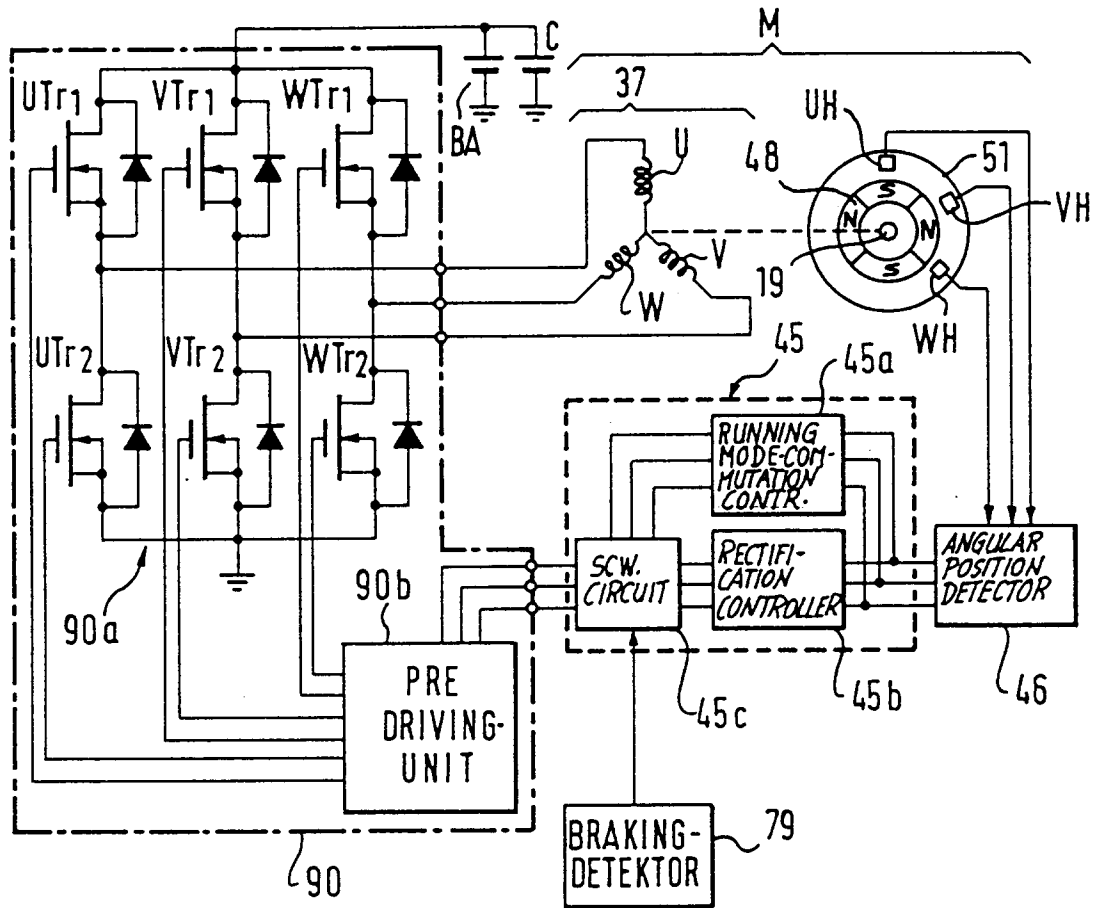 M
C
UTr1
VTr1
WTr1
BA
37
U
UH
51
48
S
N
N
S
VH
V
W
19
WH
UTr2
VTr2
WTr2
45
45a
RUNNING
MODE-COM-
MUTATION
CONTR.
SCW.
CIRCUIT
RECTIFI-
CATION
CONTROLLER
ANGULAR
POSITION
DETECTOR
90a
90b
45c
45b
46
PRE
DRIVING-
UNIT
BRAKING-
DETEKTOR
79
90